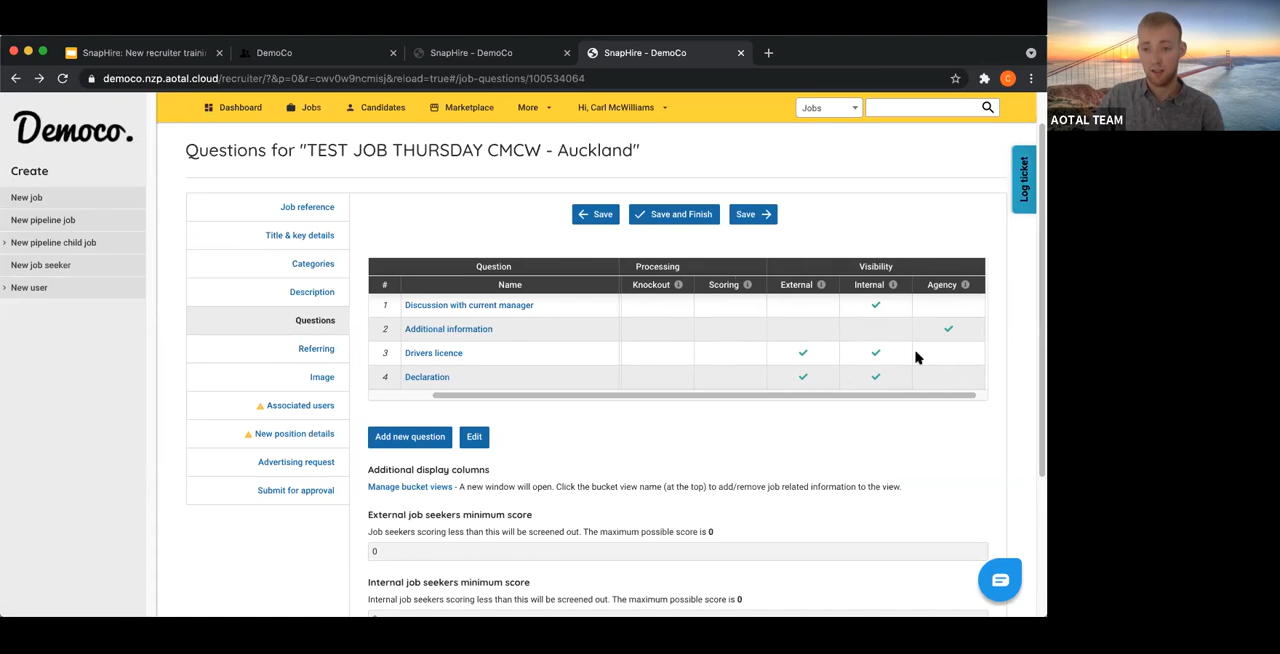 SnapHire: New recruiter traini
DemoCo
SnapHire - DemoCo
SnapHire - DemoCo
democo.nzp.aotal.cloud/recruiter/?&p=0&r=cwv0w9ncmisj&reload=true#/job-questions/100534064
C
AOTAL TEAM
Democo.
Create
New job
New pipeline job
New pipeline child job
New job seeker
New user
Dashboard Jobs Candidates Marketplace More Hi, Carl McWilliams Jobs
Log ticket
Questions for "TEST JOB THURSDAY CMCW - Auckland"
Job reference
Title & key details
Categories
Description
Questions
Referring
Image
Associated users
New position details
Advertising request
Submit for approval
Save Save and Finish Save
Question Processing Visibility
# Name Knockout Scoring External Internal Agency
1 Discussion with current manager
2 Additional information
3 Drivers licence
4 Declaration
Add new question Edit
Additional display columns
Manage bucket views - A new window will open. Click the bucket view name (at the top) to add/remove job related information to the view.
External job seekers minimum score
Job seekers scoring less than this will be screened out. The maximum possible score is 0
0
Internal job seekers minimum score
Internal job seekers scoring less than this will be screened out. The maximum possible score is 0